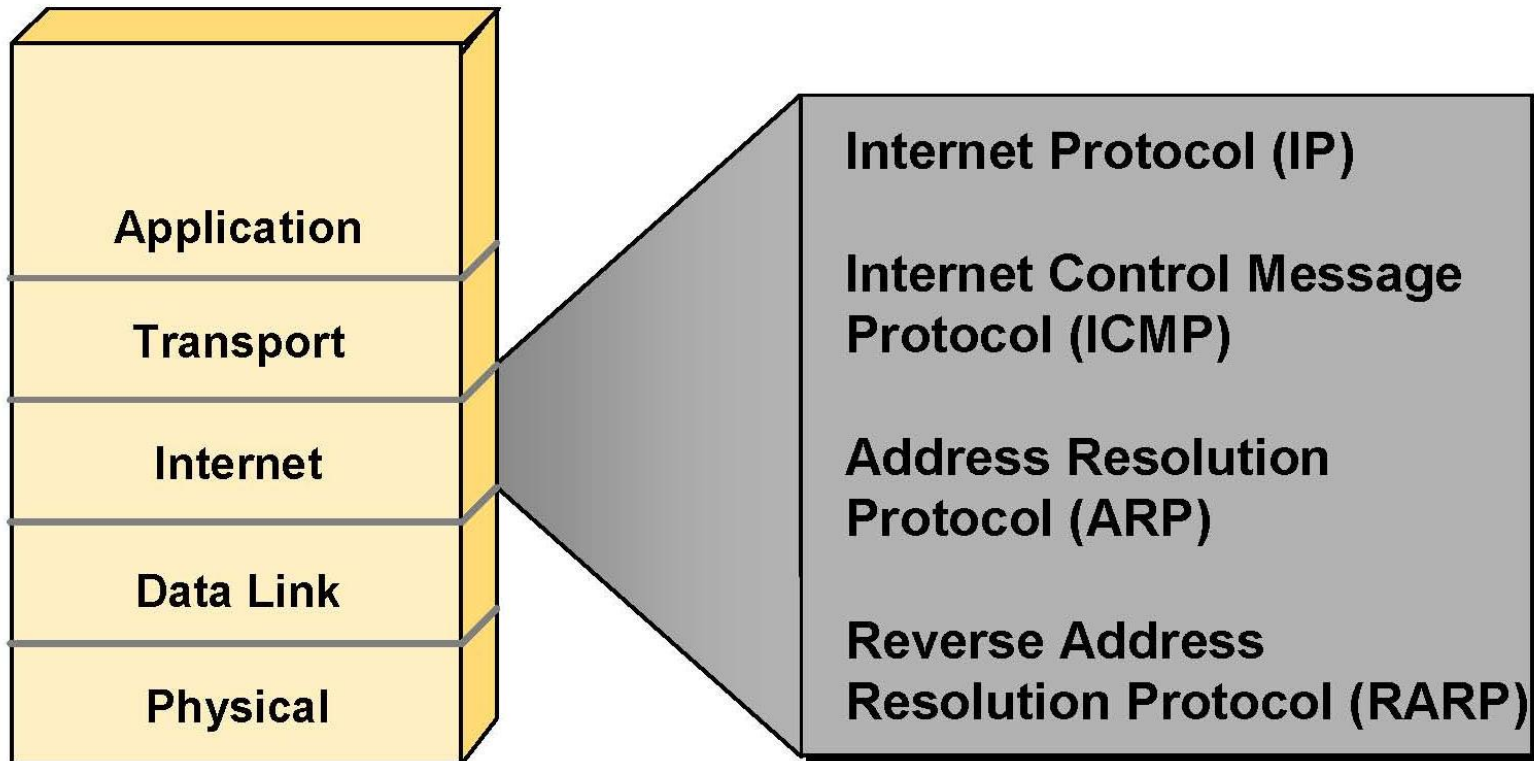 Application
Transport
Internet
Data Link
Physical
Internet Protocol (IP)
Internet Control Message
Protocol (ICMP)
Address Resolution
Protocol (ARP)
Reverse Address
Resolution Protocol (RARP)